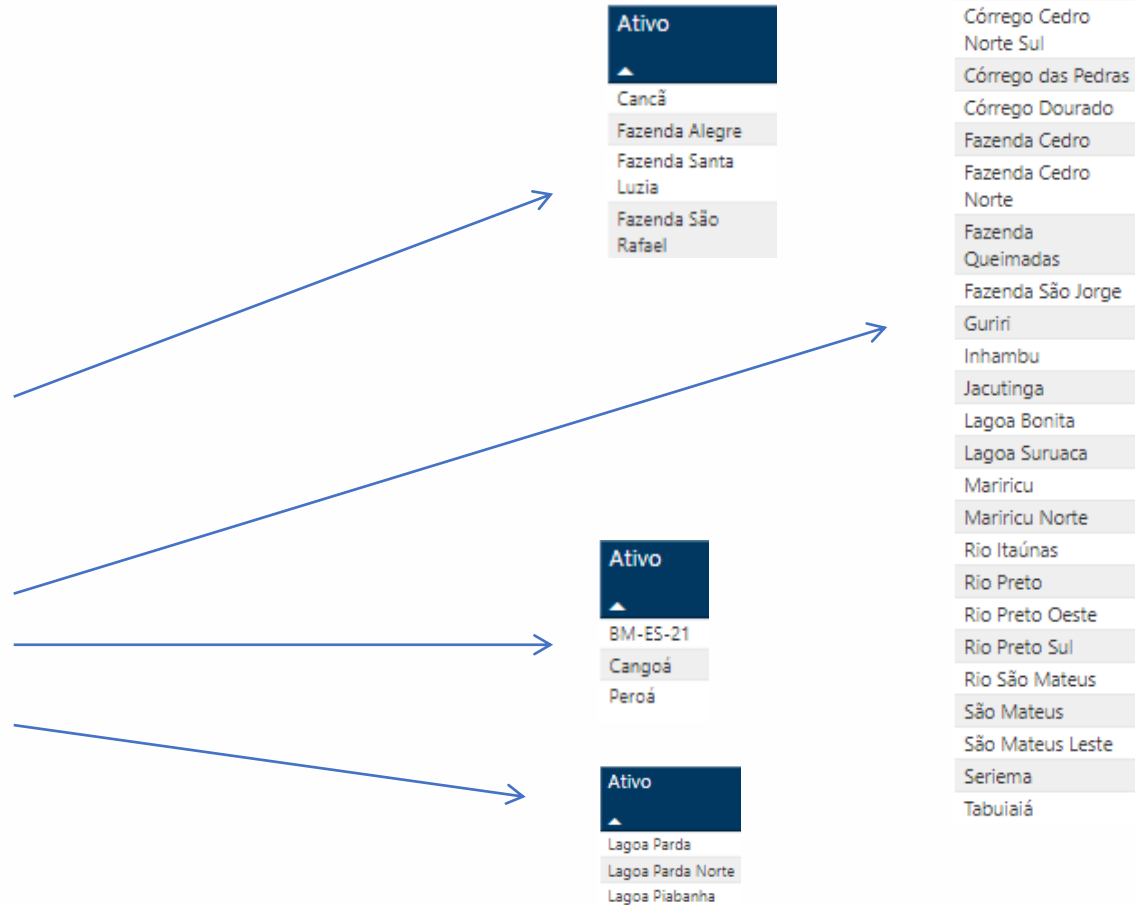 Ativo
Cancã
Fazenda Alegre
Fazenda Santa
Luzia
Fazenda São
Rafael
Ativo
BM-ES-21
Cangoá
Peroá
Ativo
Lagoa Parda
Lagoa Parda Norte
Lagoa Piabanha
Córrego Cedro
Norte Sul
Córrego das Pedras
Córrego Dourado
Fazenda Cedro
Fazenda Cedro
Norte
Fazenda
Queimadas
Fazenda São Jorge
Guriri
Inhambu
Jacutinga
Lagoa Bonita
Lagoa Suruaca
Mariricu
Mariricu Norte
Rio Itaúnas
Rio Preto
Rio Preto Oeste
Rio Preto Sul
Rio São Mateus
São Mateus
São Mateus Leste
Seriema
Tabuiaiá